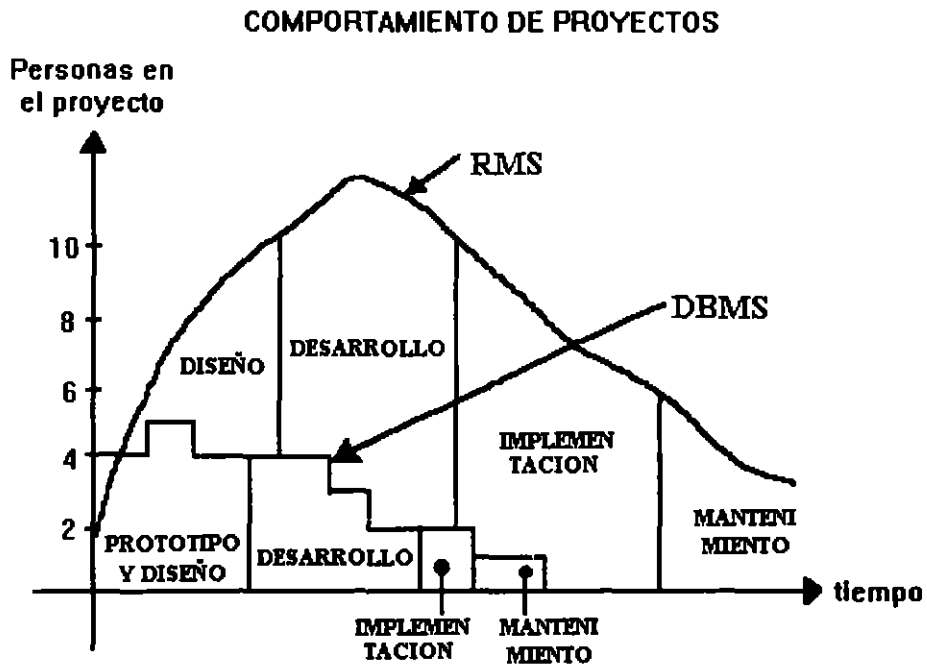 COMPORTAMIENTO DE PROYECTOS
Personas en
el proyecto
RMS
10
DBMS
8
DISEÑO
DESARROLLO
6
IMPLEMEN
TACION
4
2
PROTOTIPO
Y DISEÑO
DESARROLLO
MANTENI
MIENTO
tiempo
IMPLEMEN
TACION
MANTENI
MIENTO